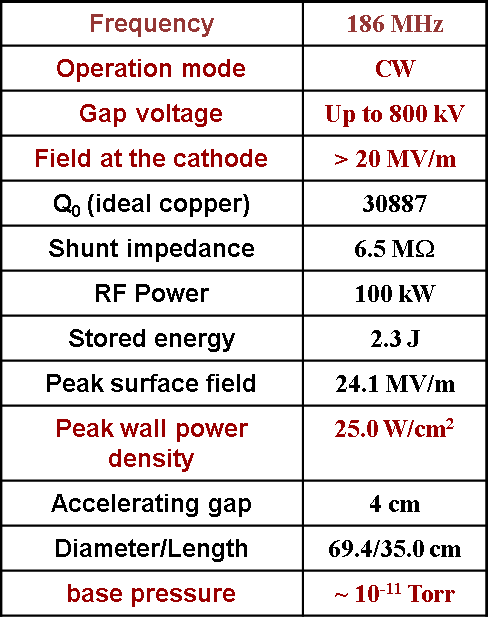 Frequency 186 MHz
Operation mode CW
Gap voltage Up to 800 kV
Field at the cathode > 20 MV/m
Q₀ (ideal copper) 30887
Shunt impedance 6.5 MΩ
RF Power 100 kW
Stored energy 2.3 J
Peak surface field 24.1 MV/m
Peak wall power 25.0 W/cm²
density
Accelerating gap 4 cm
Diameter/Length 69.4/35.0 cm
base pressure ~ 10⁻¹¹ Torr